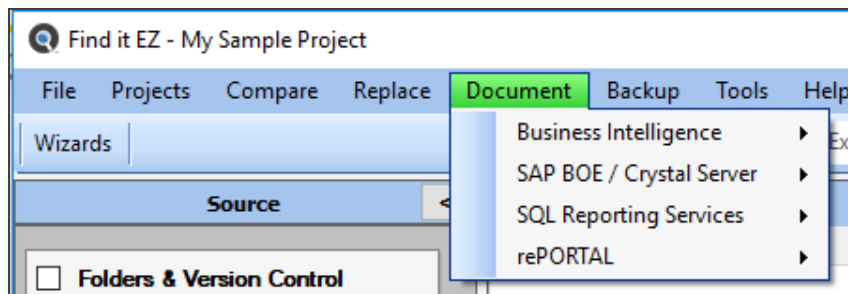 Find it EZ - My Sample Project
File Projects Compare Replace Document Backup Tools Help
Wizards
Business Intelligence
SAP BOE / Crystal Server
SQL Reporting Services
rePORTAL
Source <
Folders & Version Control